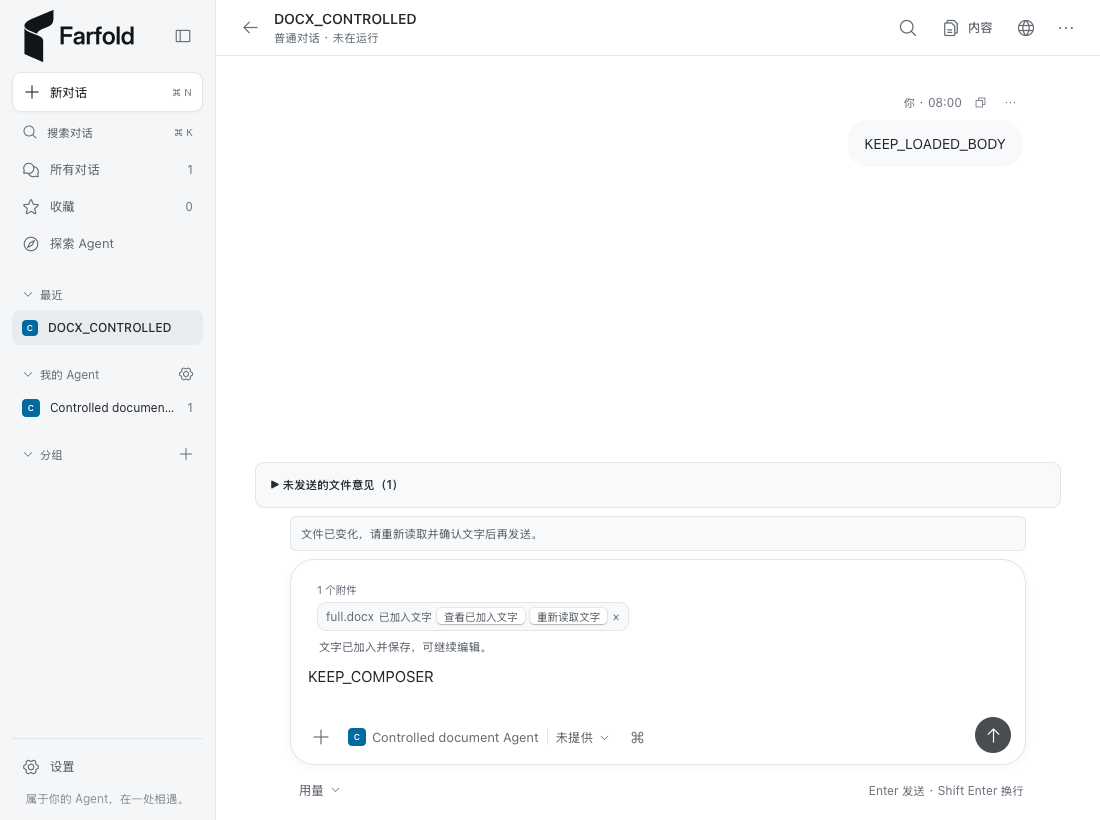 Farfold
新对话 ⌘ N
搜索对话 ⌘ K
所有对话 1
收藏 0
探索 Agent
最近
C DOCX_CONTROLLED
我的 Agent
C Controlled documen... 1
分组
设置
属于你的 Agent，在一处相遇。
DOCX_CONTROLLED
普通对话 · 未在运行
内容
你 · 08:00
KEEP_LOADED_BODY
未发送的文件意见（1）
文件已变化，请重新读取并确认文字后再发送。
1 个附件
full.docx 已加入文字 查看已加入文字 重新读取文字 ×
文字已加入并保存，可继续编辑。
KEEP_COMPOSER
C Controlled document Agent 未提供 ⌘
用量
Enter 发送 · Shift Enter 换行